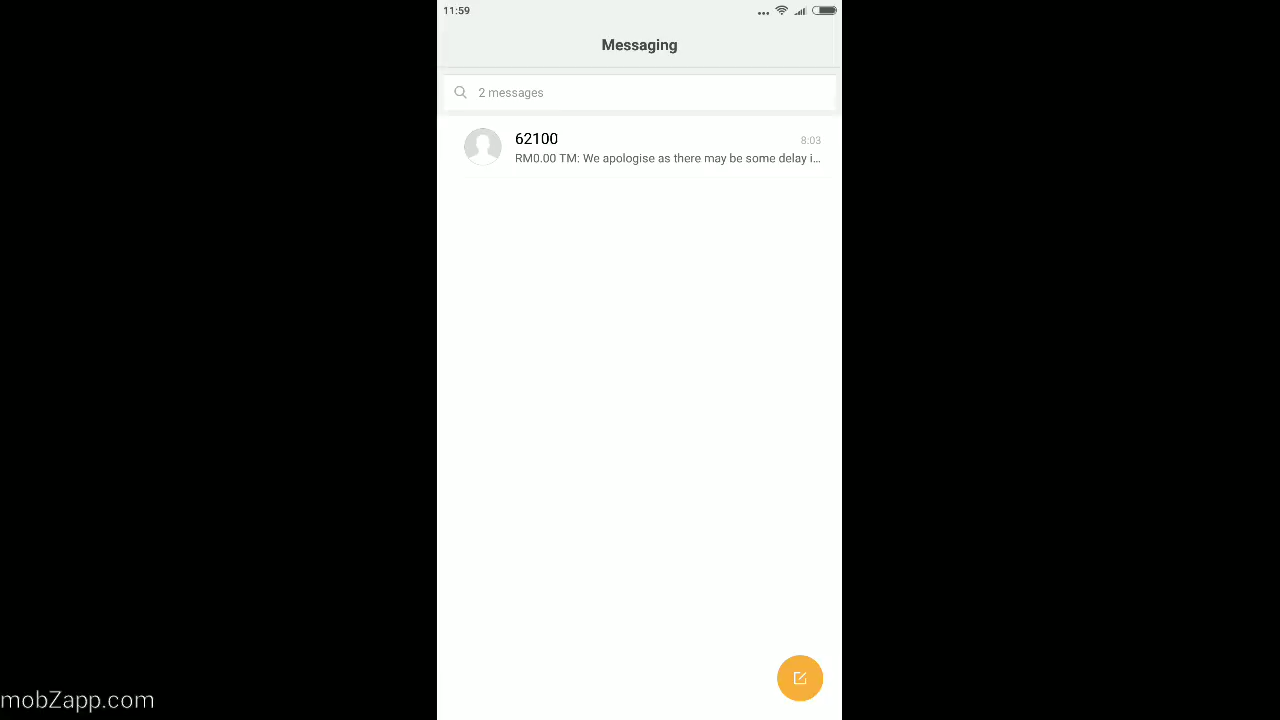 11:59
Messaging
2 messages
62100
8:03
RM0.00 TM: We apologise as there may be some delay i...
mobZapp.com